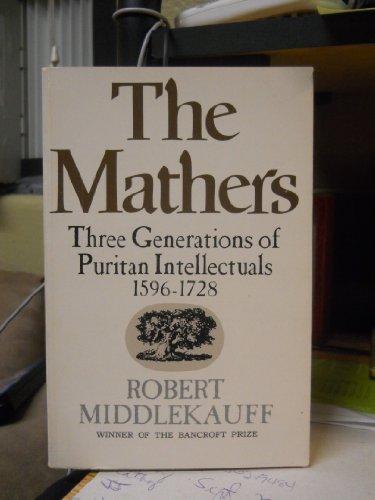 The
Mathers
Three Generations of
Puritan Intellectuals
1596-1728
ROBERT
MIDDLEKAUFF
WINNER OF THE BANCROFT PRIZE